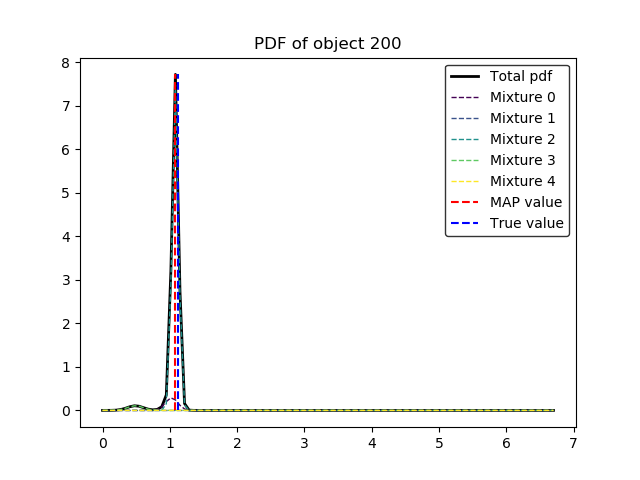 PDF of object 200
8
7
6
5
4
3
2
1
0
0 1 2 3 4 5 6 7
Total pdf
Mixture 0
Mixture 1
Mixture 2
Mixture 3
Mixture 4
MAP value
True value